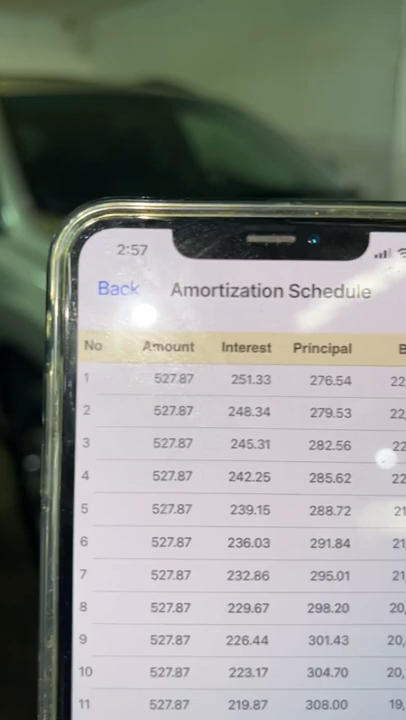 2:57
Back Amortization Schedule
No Amount Interest Principal
1 527.87 251.33 276.54
2 527.87 248.34 279.53
3 527.87 245.31 282.56
4 527.87 242.25 285.62
5 527.87 239.15 288.72
6 527.87 236.03 291.84
7 527.87 232.86 295.01
8 527.87 229.67 298.20
9 527.87 226.44 301.43
10 527.87 223.17 304.70
11 527.87 219.87 308.00